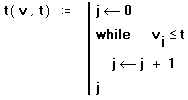 t(v,t) := j←0
while v_j≤t
j←j + 1
j